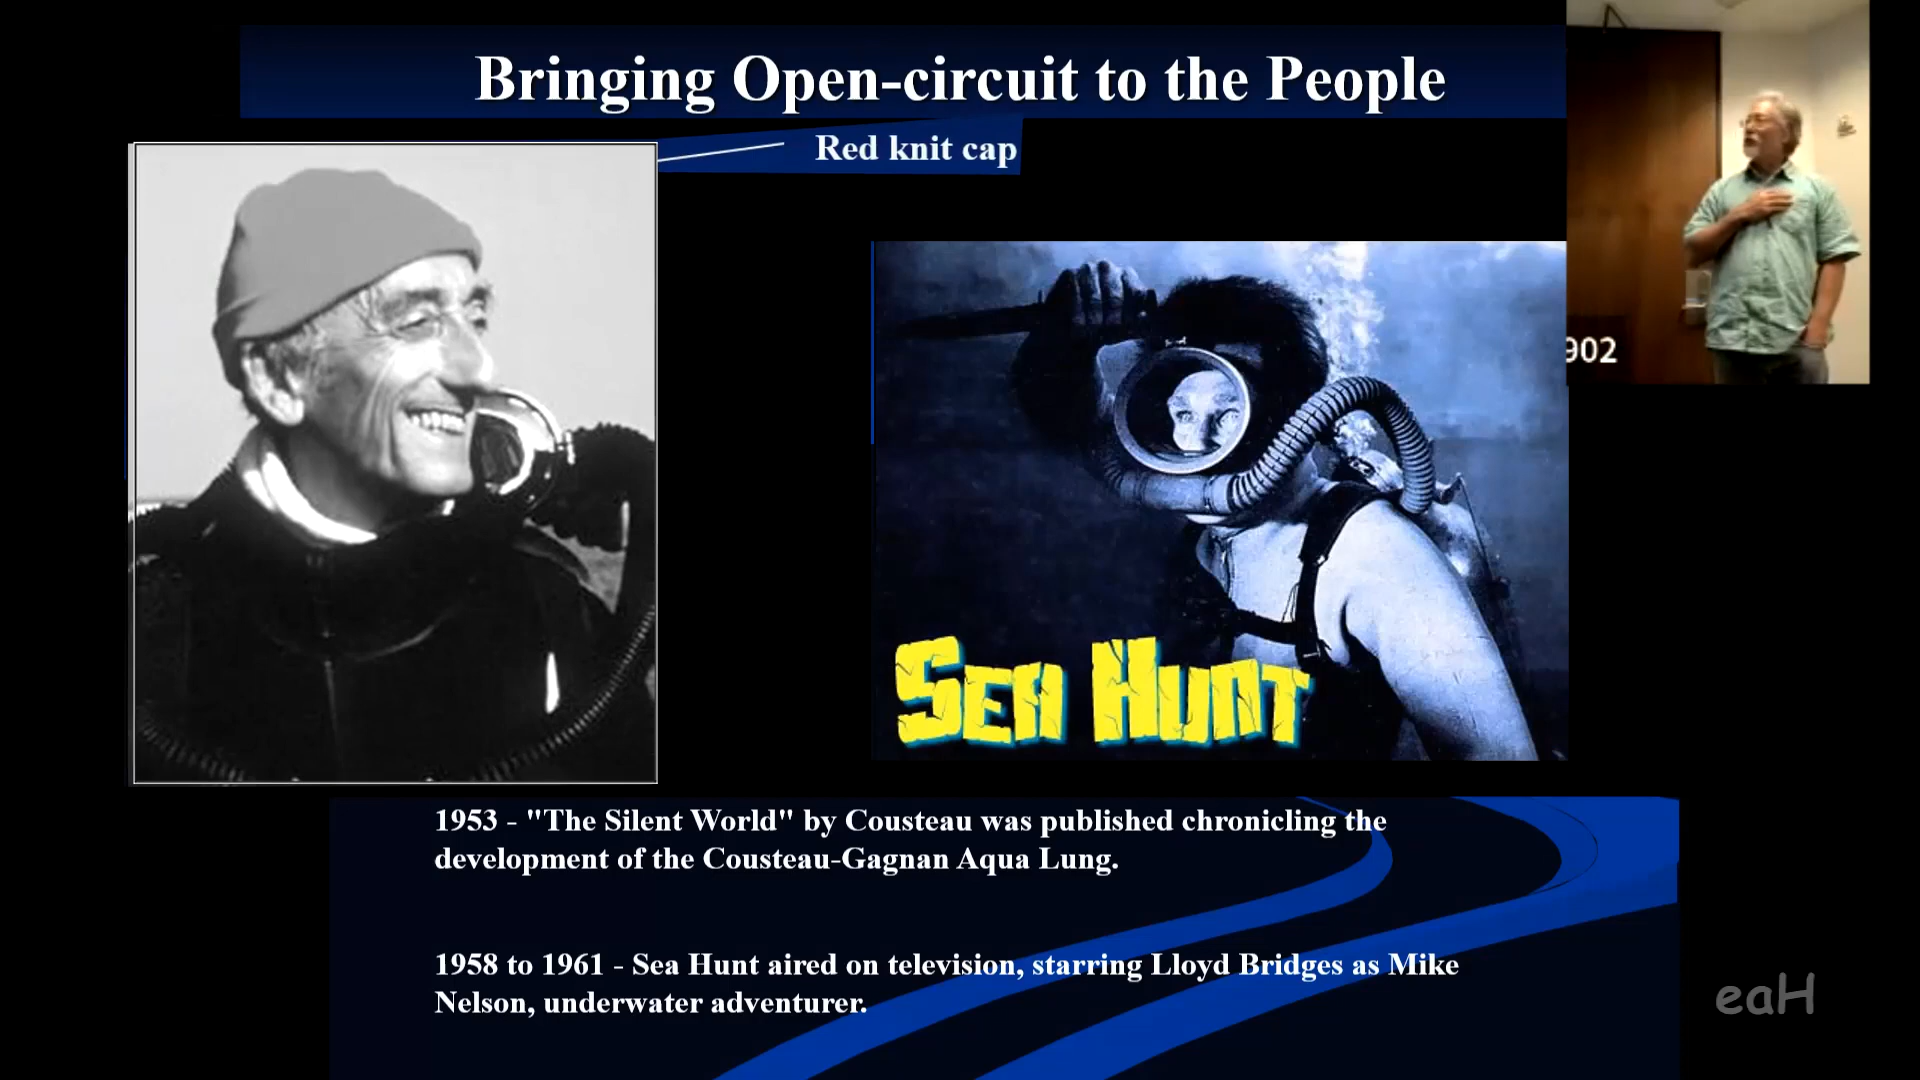 Bringing Open-circuit to the People
Red knit cap
902
SEA HUNT
1953 - "The Silent World" by Cousteau was published chronicling the
development of the Cousteau-Gagnan Aqua Lung.
1958 to 1961 - Sea Hunt aired on television, starring Lloyd Bridges as Mike
Nelson, underwater adventurer.
eaH